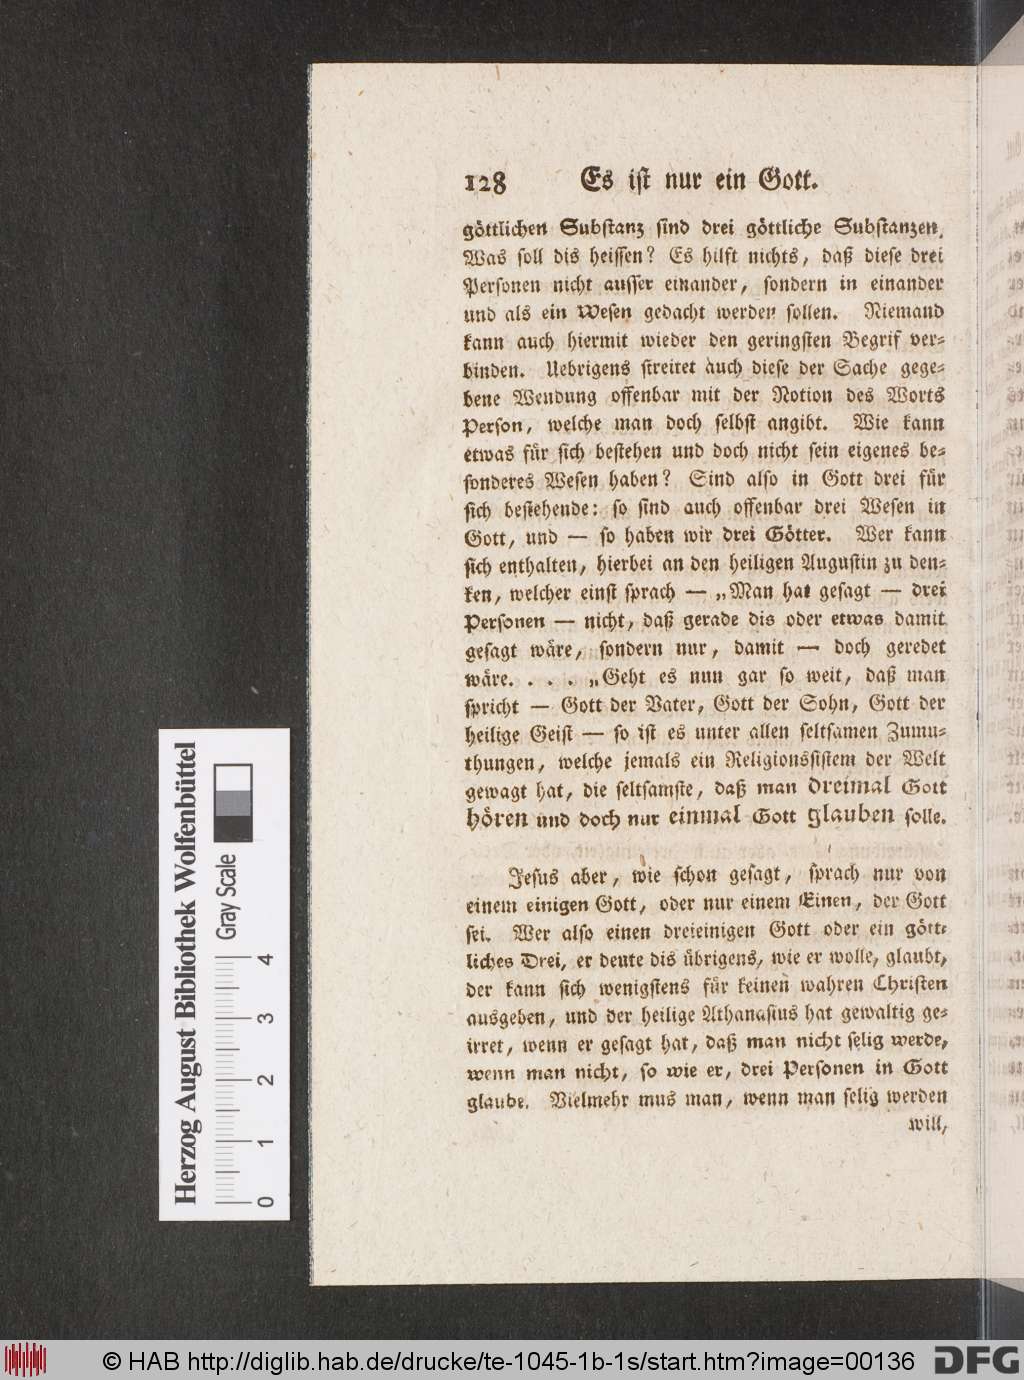 128 Es ist nur ein Gott.
göttlichen Substanz sind drei göttliche Substanzen.
Was soll dis heissen? Es hilft nichts, daß diese drei
Personen nicht ausser einander, sondern in einander
und als ein Wesen gedacht werden sollen. Niemand
kann auch hiermit wieder den geringsten Begrif ver-
binden. Uebrigens streitet auch diese der Sache gege-
bene Wendung offenbar mit der Notion des Worts
Person, welche man doch selbst angibt. Wie kann
etwas für sich bestehen und doch nicht sein eigenes be-
sonderes Wesen haben? Sind also in Gott drei für
sich bestehende: so sind auch offenbar drei Wesen in
Gott, und — so haben wir drei Götter. Wer kann
sich enthalten, hierbei an den heiligen Augustin zu den-
ken, welcher einst sprach — „Man hat gesagt — drei
Personen — nicht, daß gerade dis oder etwas damit
gesagt wäre, sondern nur, damit — doch geredet
wäre. . . . „Geht es nun gar so weit, daß man
spricht — Gott der Vater, Gott der Sohn, Gott der
heilige Geist — so ist es unter allen seltsamen Zumu-
thungen, welche jemals ein Religionssistem der Welt
gewagt hat, die seltsamste, daß man dreimal Gott
hören und doch nur einmal Gott glauben solle.
Jesus aber, wie schon gesagt, sprach nur von
einem einigen Gott, oder nur einem Einen, der Gott
sei. Wer also einen dreieinigen Gott oder ein gött-
liches Drei, er deute dis übrigens, wie er wolle, glaubt,
der kann sich wenigstens für keinen wahren Christen
ausgeben, und der heilige Athanasius hat gewaltig ge-
irret, wenn er gesagt hat, daß man nicht selig werde,
wenn man nicht, so wie er, drei Personen in Gott
glaube. Vielmehr mus man, wenn man selig werden
will,
Herzog August Bibliothek Wolfenbüttel
Gray Scale
0 1 2 3 4
© HAB http://diglib.hab.de/drucke/te-1045-1b-1s/start.htm?image=00136
DFG